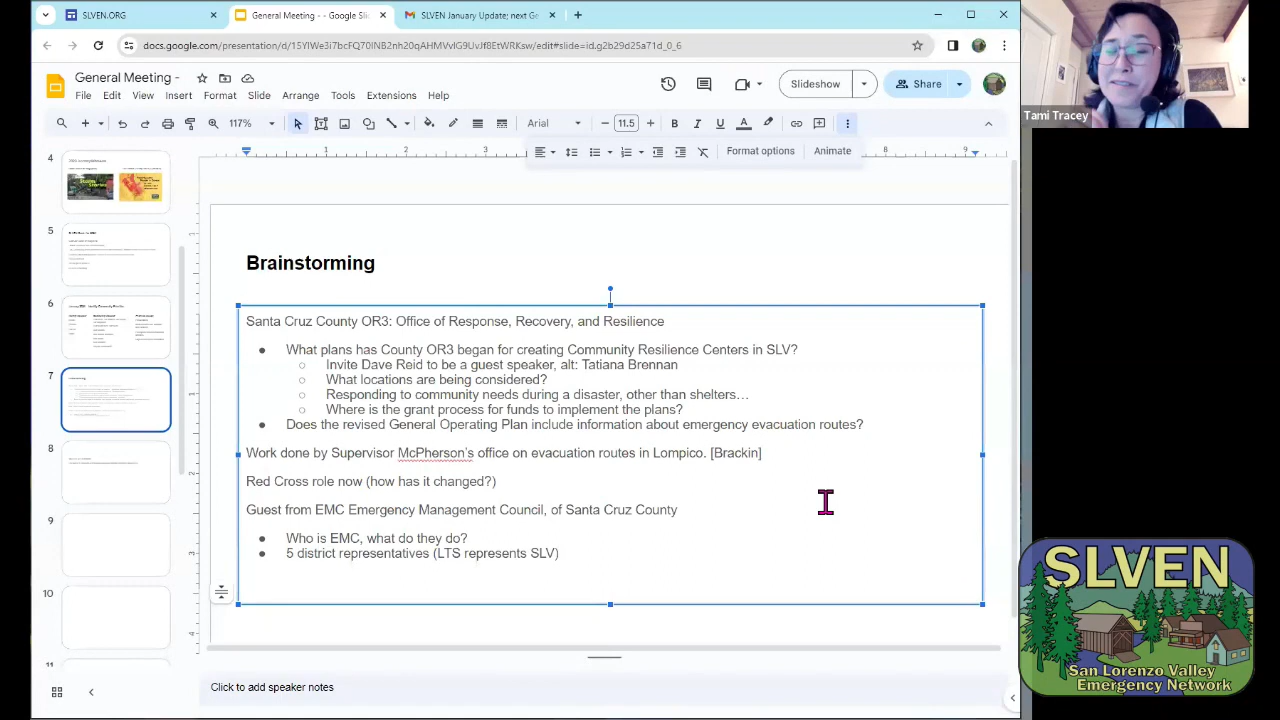 SLVEN.ORG
General Meeting - - Google Sli
SLVEN January Update; next Ge
docs.google.com/presentation/d/
General Meeting -
File Edit View Insert Format Slide Arrange Tools Extensions Help
Slideshow
Share
Tami Tracey
117%
Arial
11.5
Format options
Animate
Brainstorming
Santa Cruz County OR3: Office of Response, Recovery, and Resilience
● What plans has County OR3 began for creating Community Resilience Centers in SLV?
○ Invite Dave Reid to be a guest speaker, alt: Tatiana Brennan
○ What locations are being considered?
○ Responding to community needs during a disaster, other than shelters…
○ Where is the grant process for funds to implement the plans?
● Does the revised General Operating Plan include information about emergency evacuation routes?
Work done by Supervisor McPherson's office on evacuation routes in Lompico. [Brackin]
Red Cross role now (how has it changed?)
Guest from EMC Emergency Management Council, of Santa Cruz County
● Who is EMC, what do they do?
● 5 district representatives (LTS represents SLV)
4
5
6
7
8
9
10
11
Click to add speaker notes
SLVEN
San Lorenzo Valley
Emergency Network